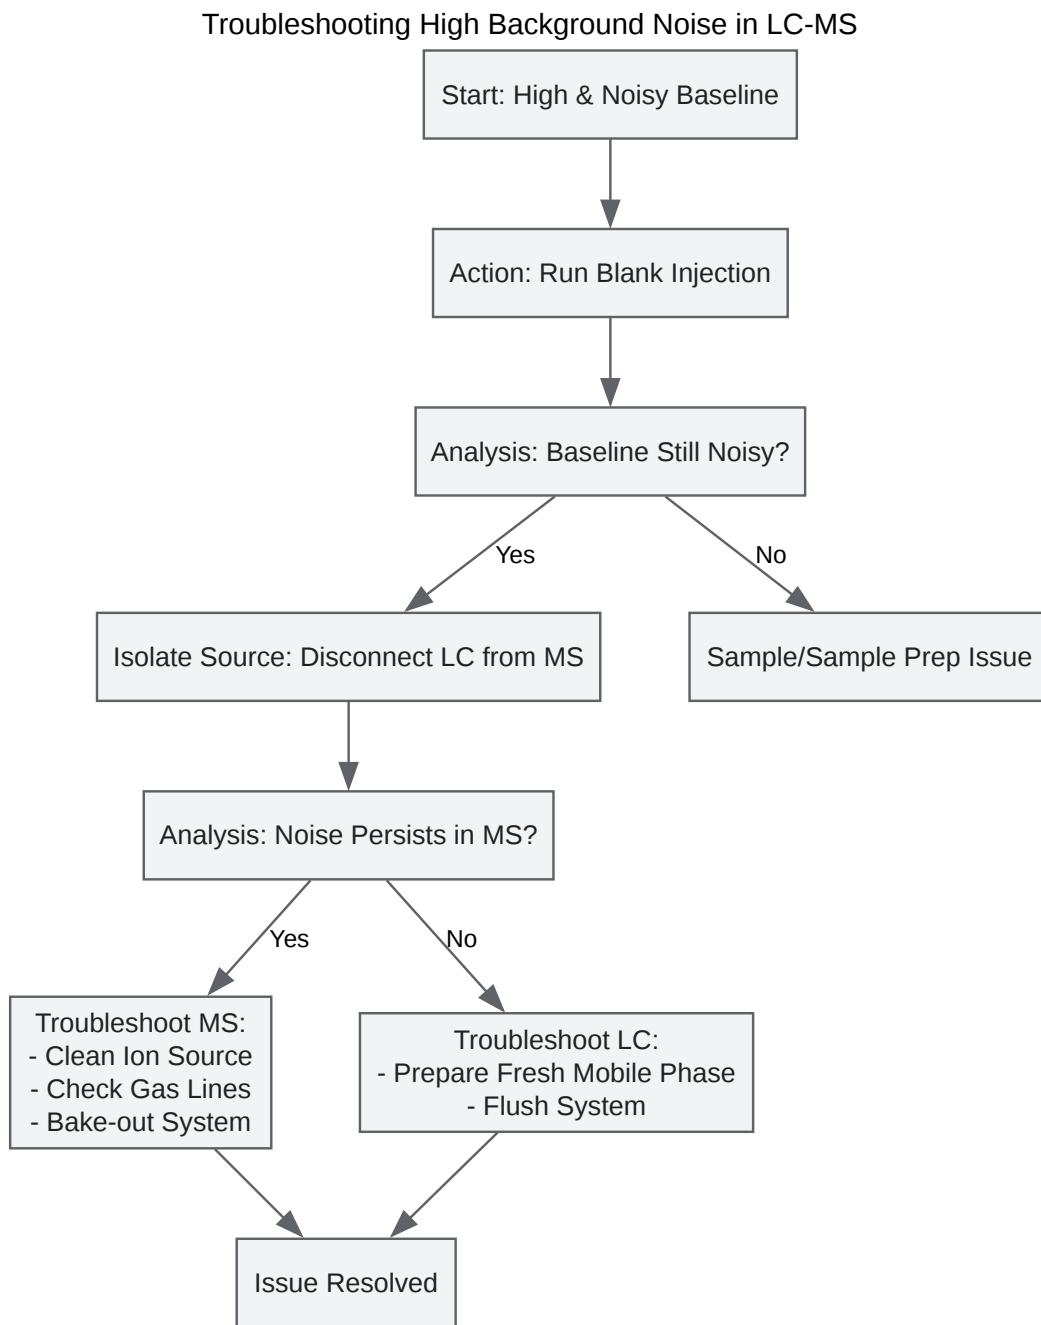 Troubleshooting High Background Noise in LC-MS
Start: High & Noisy Baseline
Action: Run Blank Injection
Analysis: Baseline Still Noisy?
Yes
No
Isolate Source: Disconnect LC from MS
Sample/Sample Prep Issue
Analysis: Noise Persists in MS?
Yes
No
Troubleshoot MS:
- Clean Ion Source
- Check Gas Lines
- Bake-out System
Troubleshoot LC:
- Prepare Fresh Mobile Phase
- Flush System
Issue Resolved